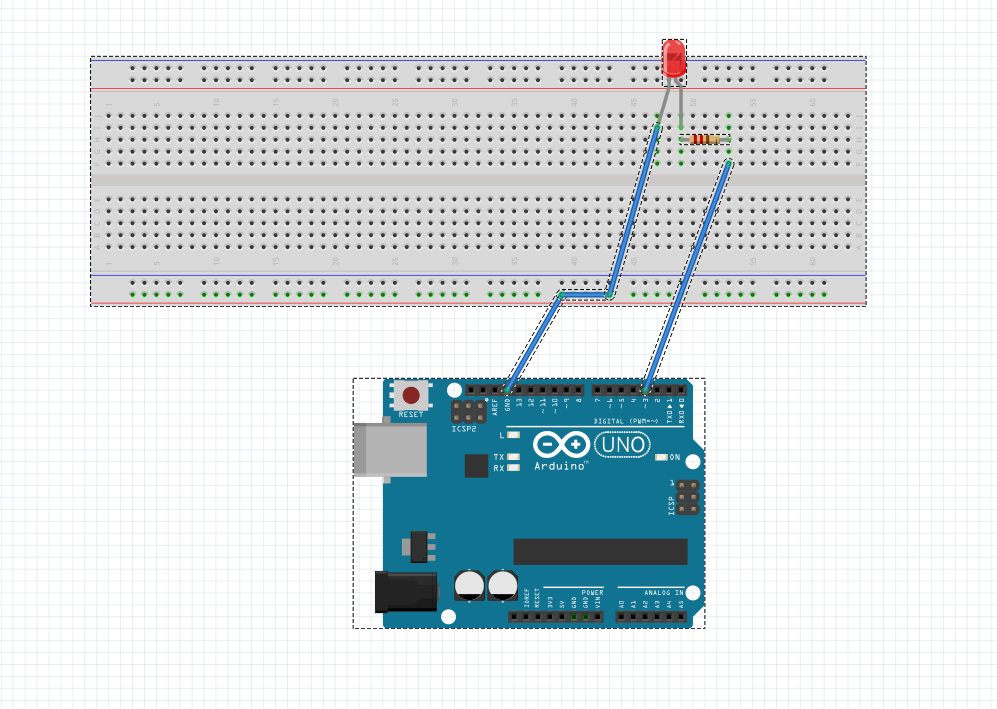 1 5 10 15 20 25 30 35 40 45 50 55 60
1 5 10 15 20 25 30 35 40 45 50 55 60
RESET
ICSP2
AREF
GND
13
12
~11
~10
~9
8
7
~6
~5
4
~3
2
TX0▶1
RX0◀0
DIGITAL (PWM=~)
L
TX
RX
Arduino™
UNO
ON
1
ICSP
POWER
ANALOG IN
IOREF
RESET
3V3
5V
GND
GND
VIN
A0
A1
A2
A3
A4
A5